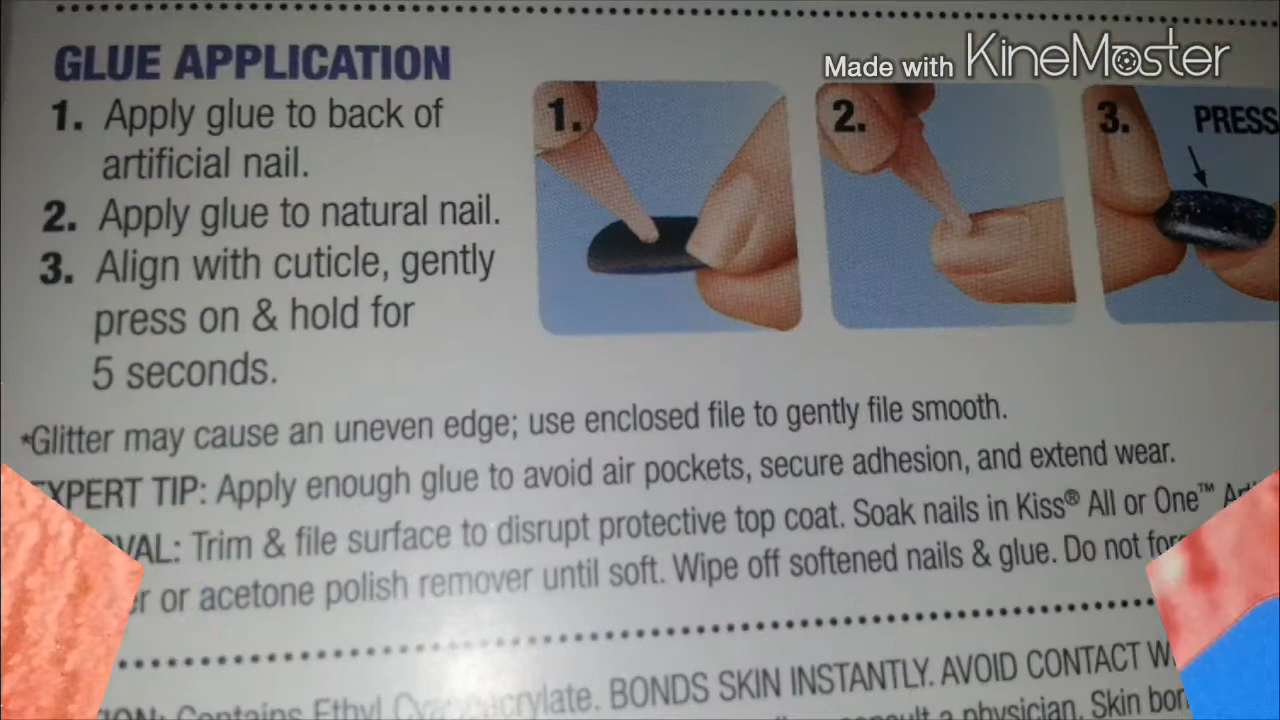 Made with KineMaster
GLUE APPLICATION
1. Apply glue to back of
artificial nail.
2. Apply glue to natural nail.
3. Align with cuticle, gently
press on & hold for
5 seconds.
1.
2.
3. PRESS
*Glitter may cause an uneven edge; use enclosed file to gently file smooth.
EXPERT TIP: Apply enough glue to avoid air pockets, secure adhesion, and extend wear.
VAL: Trim & file surface to disrupt protective top coat. Soak nails in Kiss® All or One™
er or acetone polish remover until soft. Wipe off softened nails & glue. Do not
ION: Contains Ethyl Cyanoacrylate. BONDS SKIN INSTANTLY. AVOID CONTACT
consult a physician. Skin